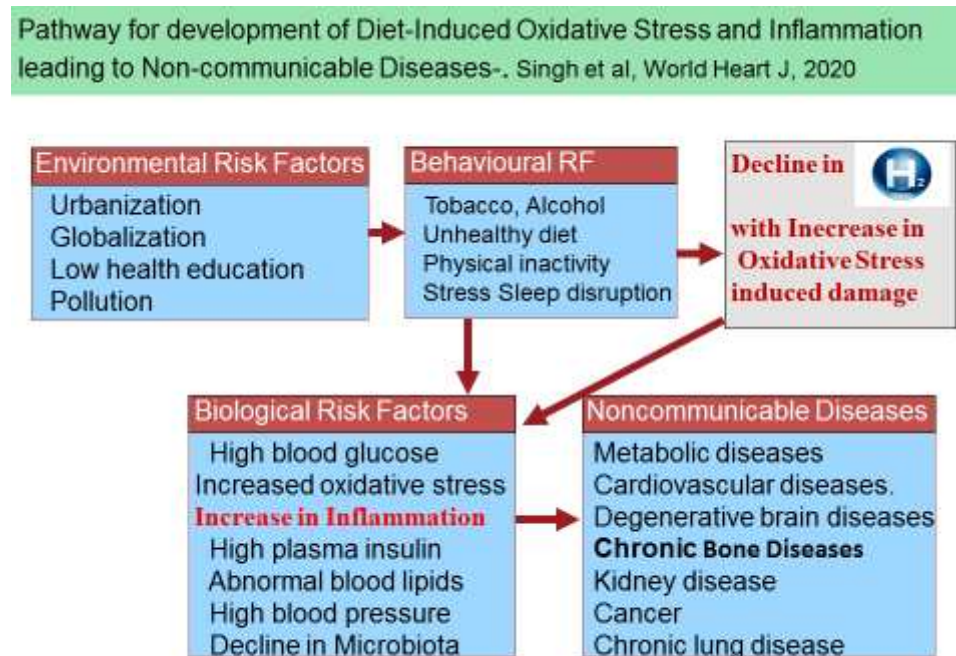 Pathway for development of Diet-Induced Oxidative Stress and Inflammation
leading to Non-communicable Diseases-. Singh et al, World Heart J, 2020
Environmental Risk Factors
Urbanization
Globalization
Low health education
Pollution
Behavioural RF
Tobacco, Alcohol
Unhealthy diet
Physical inactivity
Stress Sleep disruption
Decline in H2
with Inecrease in
Oxidative Stress
induced damage
Biological Risk Factors
High blood glucose
Increased oxidative stress
Increase in Inflammation
High plasma insulin
Abnormal blood lipids
High blood pressure
Decline in Microbiota
Noncommunicable Diseases
Metabolic diseases
Cardiovascular diseases.
Degenerative brain diseases
Chronic Bone Diseases
Kidney disease
Cancer
Chronic lung disease